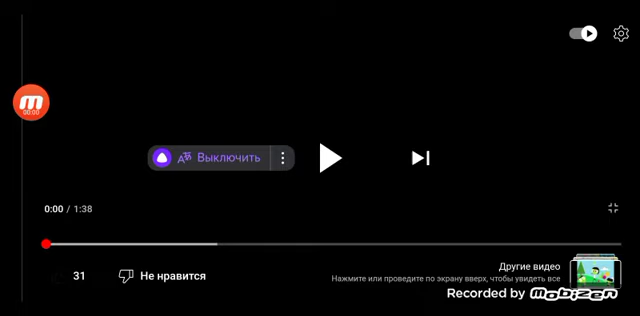 00:00
Выключить
0:00 / 1:38
31
Не нравится
Другие видео
Нажмите или проведите по экрану вверх, чтобы увидеть все
Recorded by mobizen